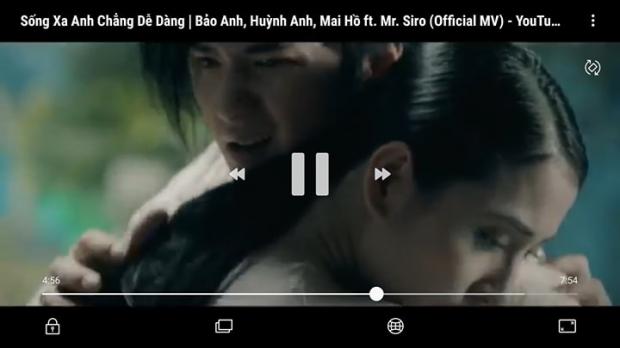 Sống Xa Anh Chẳng Dễ Dàng | Bảo Anh, Huỳnh Anh, Mai Hồ ft. Mr. Siro (Official MV) - YouTu...
4:56
7:54